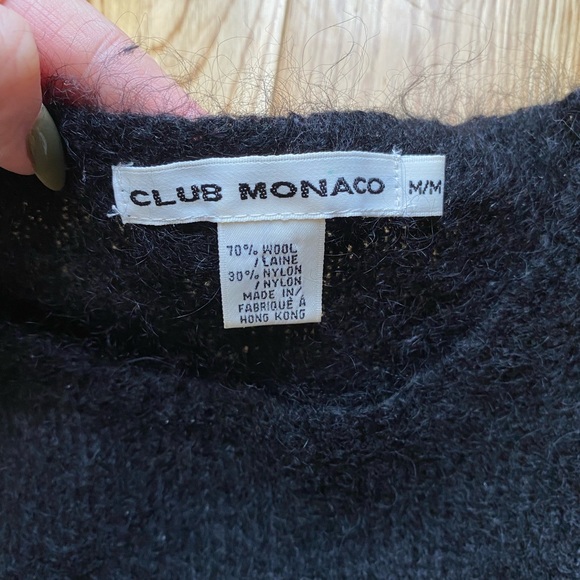 CLUB MONACO M/M
70% WOOL
/ LAINE
30% NYLON
/ NYLON
MADE IN/
FABRIQUÉ À
HONG KONG